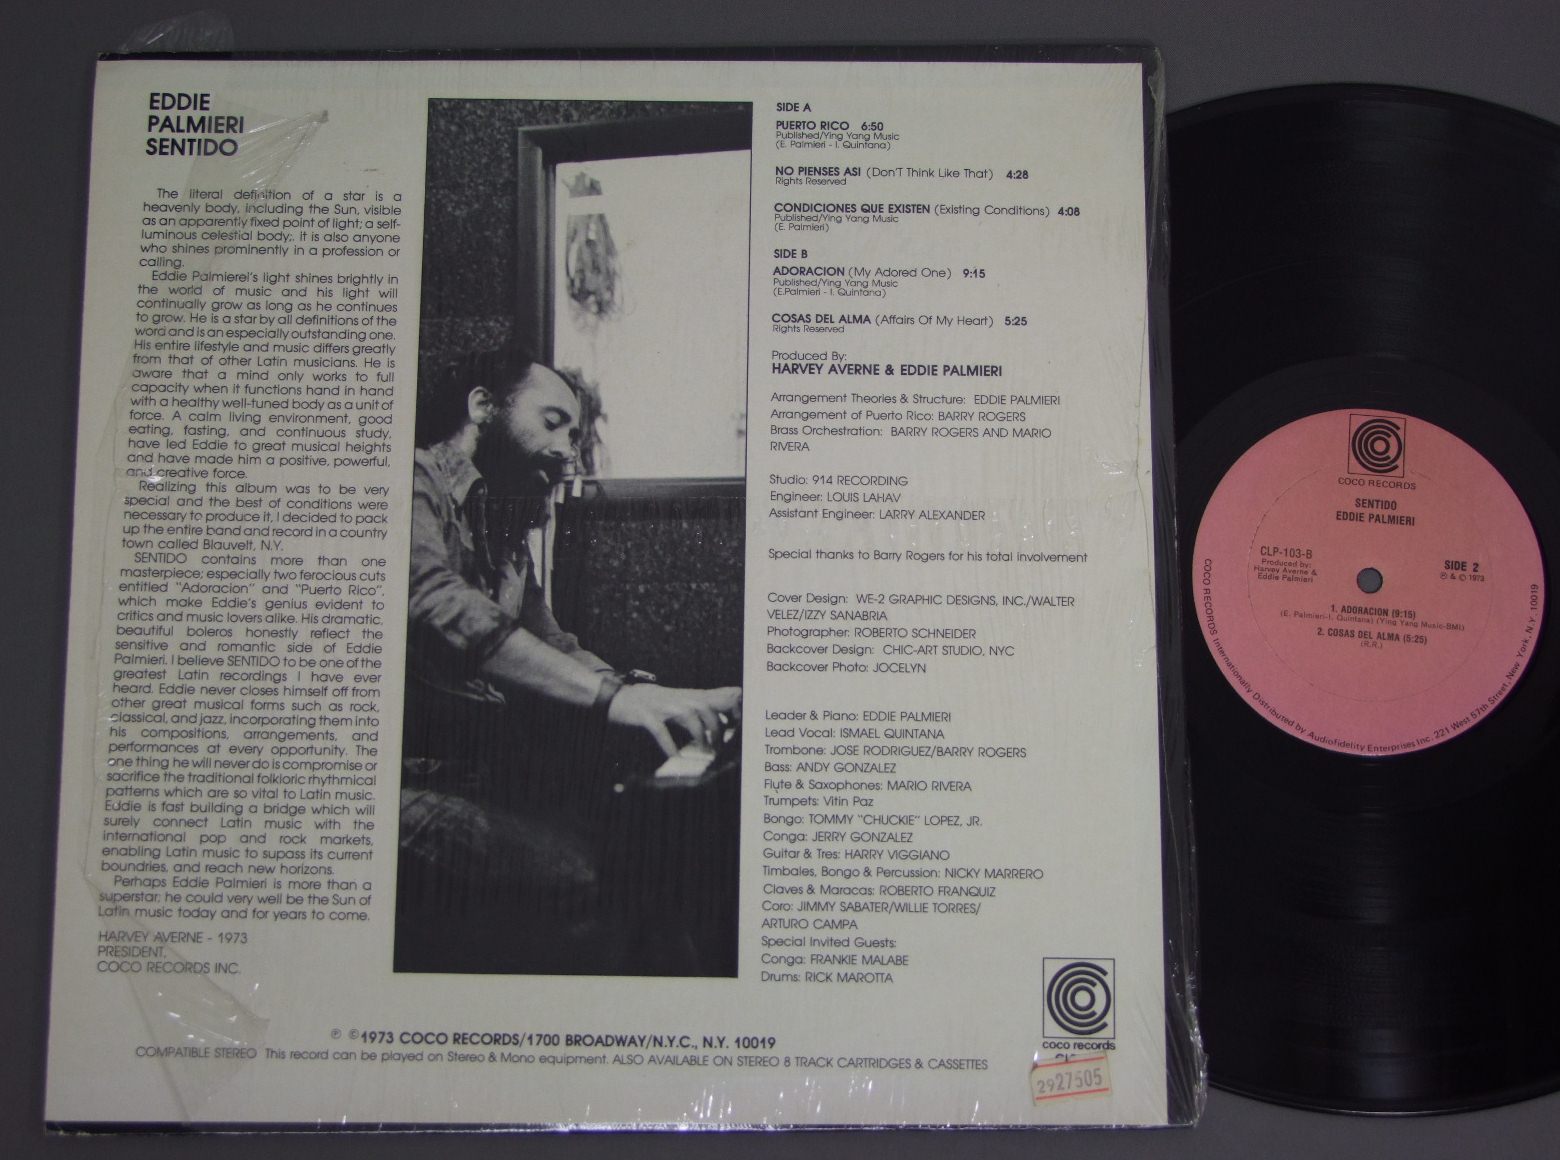 EDDIE
PALMIERI
SENTIDO
The literal definition of a star is a
heavenly body, including the Sun, visible
as an apparently fixed point of light; a self-
luminous celestial body;. it is also anyone
who shines prominently in a profession or
calling.
Eddie Palmierei's light shines brightly in
the world of music and his light will
continually grow as long as he continues
to grow. He is a star by all definitions of the
word and is an especially outstanding one.
His entire lifestyle and music differs greatly
from that of other Latin musicians. He is
aware that a mind only works to full
capacity when it functions hand in hand
with a healthy well-tuned body as a unit of
force. A calm living environment, good
eating, fasting, and continuous study,
have led Eddie to great musical heights
and have made him a positive, powerful,
and creative force.
Realizing this album was to be very
special and the best of conditions were
necessary to produce it, I decided to pack
up the entire band and record in a country
town called Blauvelt, N.Y.
SENTIDO contains more than one
masterpiece; especially two ferocious cuts
entitled "Adoracion" and "Puerto Rico",
which make Eddie's genius evident to
critics and music lovers alike. His dramatic,
beautiful boleros honestly reflect the
sensitive and romantic side of Eddie
Palmieri. I believe SENTIDO to be one of the
greatest Latin recordings I have ever
heard. Eddie never closes himself off from
other great musical forms such as rock,
classical, and jazz, incorporating them into
his compositions, arrangements, and
performances at every opportunity. The
one thing he will never do is compromise or
sacrifice the traditional folkloric rhythmical
patterns which are so vital to Latin music.
Eddie is fast building a bridge which will
surely connect Latin music with the
international pop and rock markets,
enabling Latin music to supass its current
boundries, and reach new horizons.
Perhaps Eddie Palmieri is more than a
superstar; he could very well be the Sun of
Latin music today and for years to come.
HARVEY AVERNE - 1973
PRESIDENT,
COCO RECORDS INC.
SIDE A
PUERTO RICO 6:50
Published/Ying Yang Music
(E. Palmieri - I. Quintana)
NO PIENSES ASI (Don'T Think Like That) 4:28
Rights Reserved
CONDICIONES QUE EXISTEN (Existing Conditions) 4:08
Published/Ying Yang Music
(E. Palmieri)
SIDE B
ADORACION (My Adored One) 9:15
Published/Ying Yang Music
(E.Palmieri - I. Quintana)
COSAS DEL ALMA (Affairs Of My Heart) 5:25
Rights Reserved
Produced By:
HARVEY AVERNE & EDDIE PALMIERI
Arrangement Theories & Structure: EDDIE PALMIERI
Arrangement of Puerto Rico: BARRY ROGERS
Brass Orchestration: BARRY ROGERS AND MARIO
RIVERA
Studio: 914 RECORDING
Engineer: LOUIS LAHAV
Assistant Engineer: LARRY ALEXANDER
Special thanks to Barry Rogers for his total involvement
Cover Design: WE-2 GRAPHIC DESIGNS, INC./WALTER
VELEZ/IZZY SANABRIA
Photographer: ROBERTO SCHNEIDER
Backcover Design: CHIC-ART STUDIO, NYC
Backcover Photo: JOCELYN
Leader & Piano: EDDIE PALMIERI
Lead Vocal: ISMAEL QUINTANA
Trombone: JOSE RODRIGUEZ/BARRY ROGERS
Bass: ANDY GONZALEZ
Flute & Saxophones: MARIO RIVERA
Trumpets: Vitin Paz
Bongo: TOMMY "CHUCKIE" LOPEZ, JR.
Conga: JERRY GONZALEZ
Guitar & Tres: HARRY VIGGIANO
Timbales, Bongo & Percussion: NICKY MARRERO
Claves & Maracas: ROBERTO FRANQUIZ
Coro: JIMMY SABATER/WILLIE TORRES/
ARTURO CAMPA
Special Invited Guests:
Conga: FRANKIE MALABE
Drums: RICK MAROTTA
coco records
2927505
℗ ©1973 COCO RECORDS/1700 BROADWAY/N.Y.C., N.Y. 10019
COMPATIBLE STEREO This record can be played on Stereo & Mono equipment. ALSO AVAILABLE ON STEREO 8 TRACK CARTRIDGES & CASSETTES
COCO RECORDS
SENTIDO
EDDIE PALMIERI
CLP-103-B
Produced by:
Harvey Averne &
Eddie Palmieri
SIDE 2
℗ & © 1973
1. ADORACION (9:15)
(E. Palmieri-I. Quintana) (Ying Yang Music-BMI)
2. COSAS DEL ALMA (5:25)
(R.R.)
COCO RECORDS Internationally Distributed by Audiofidelity Enterprises Inc. 221 West 57th Street, New York, N.Y. 10019